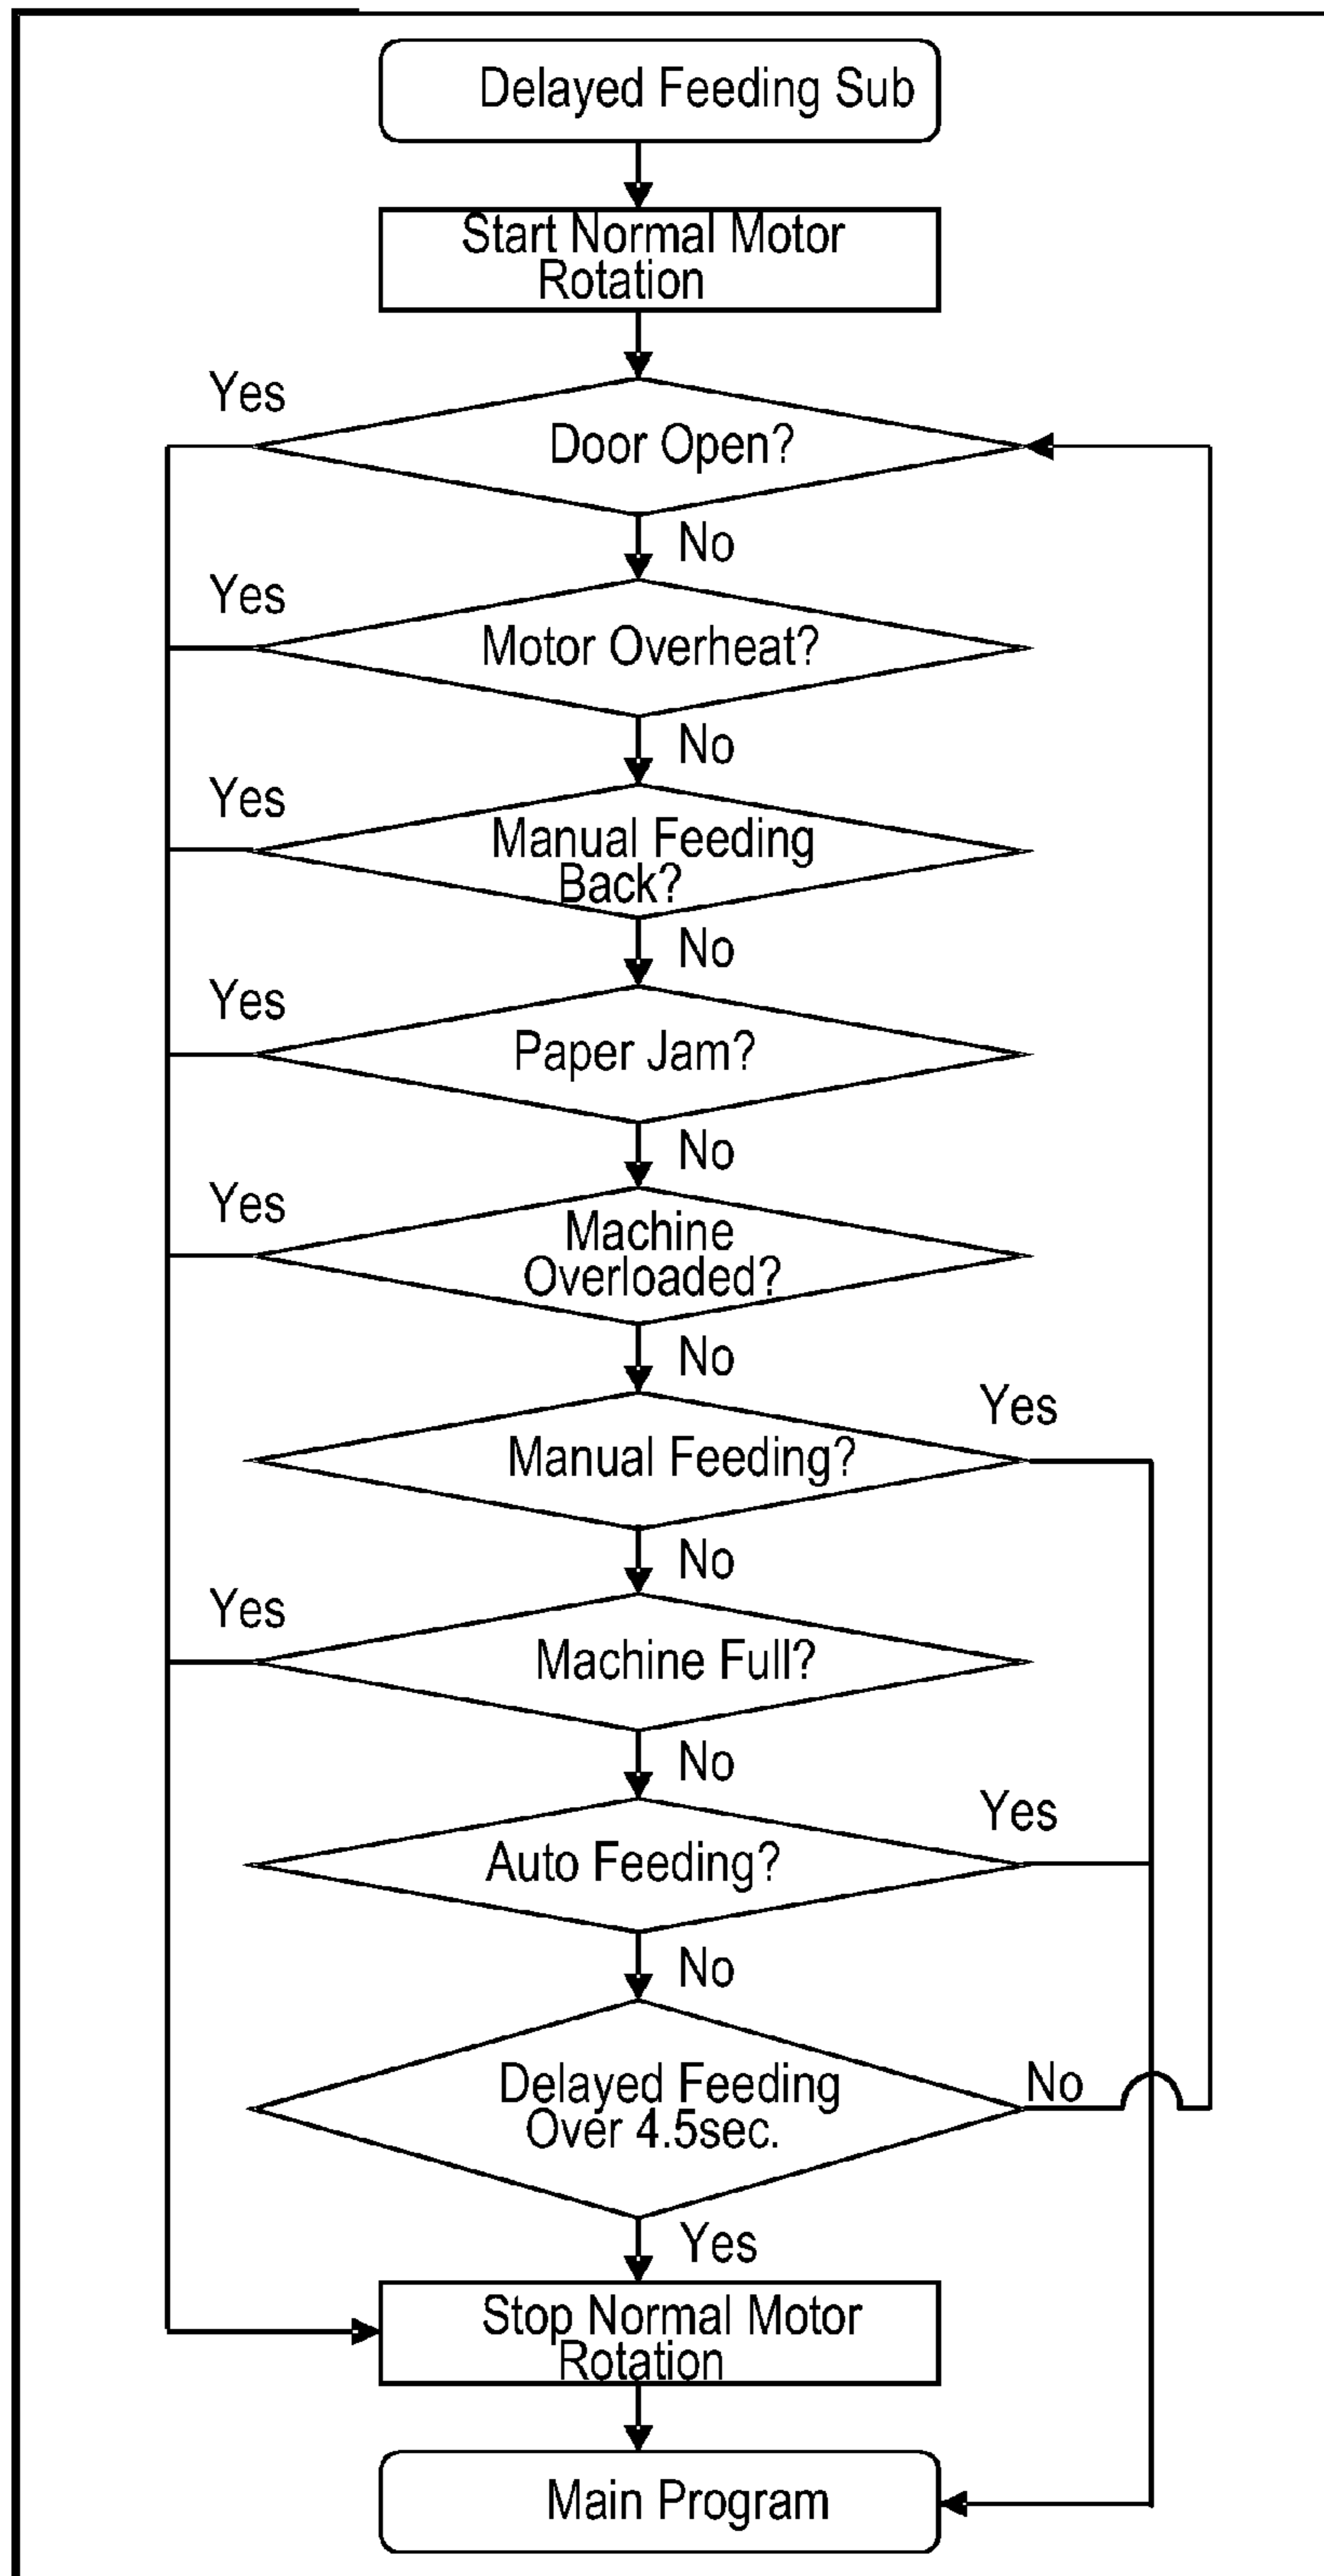 Delayed Feeding Sub
Start Normal Motor
Rotation
Yes
Door Open?
No
Yes
Motor Overheat?
No
Yes
Manual Feeding
Back?
No
Yes
Paper Jam?
No
Yes
Machine
Overloaded?
No
Yes
Manual Feeding?
No
Yes
Machine Full?
No
Yes
Auto Feeding?
No
Delayed Feeding
Over 4.5sec.
No
Yes
Stop Normal Motor
Rotation
Main Program